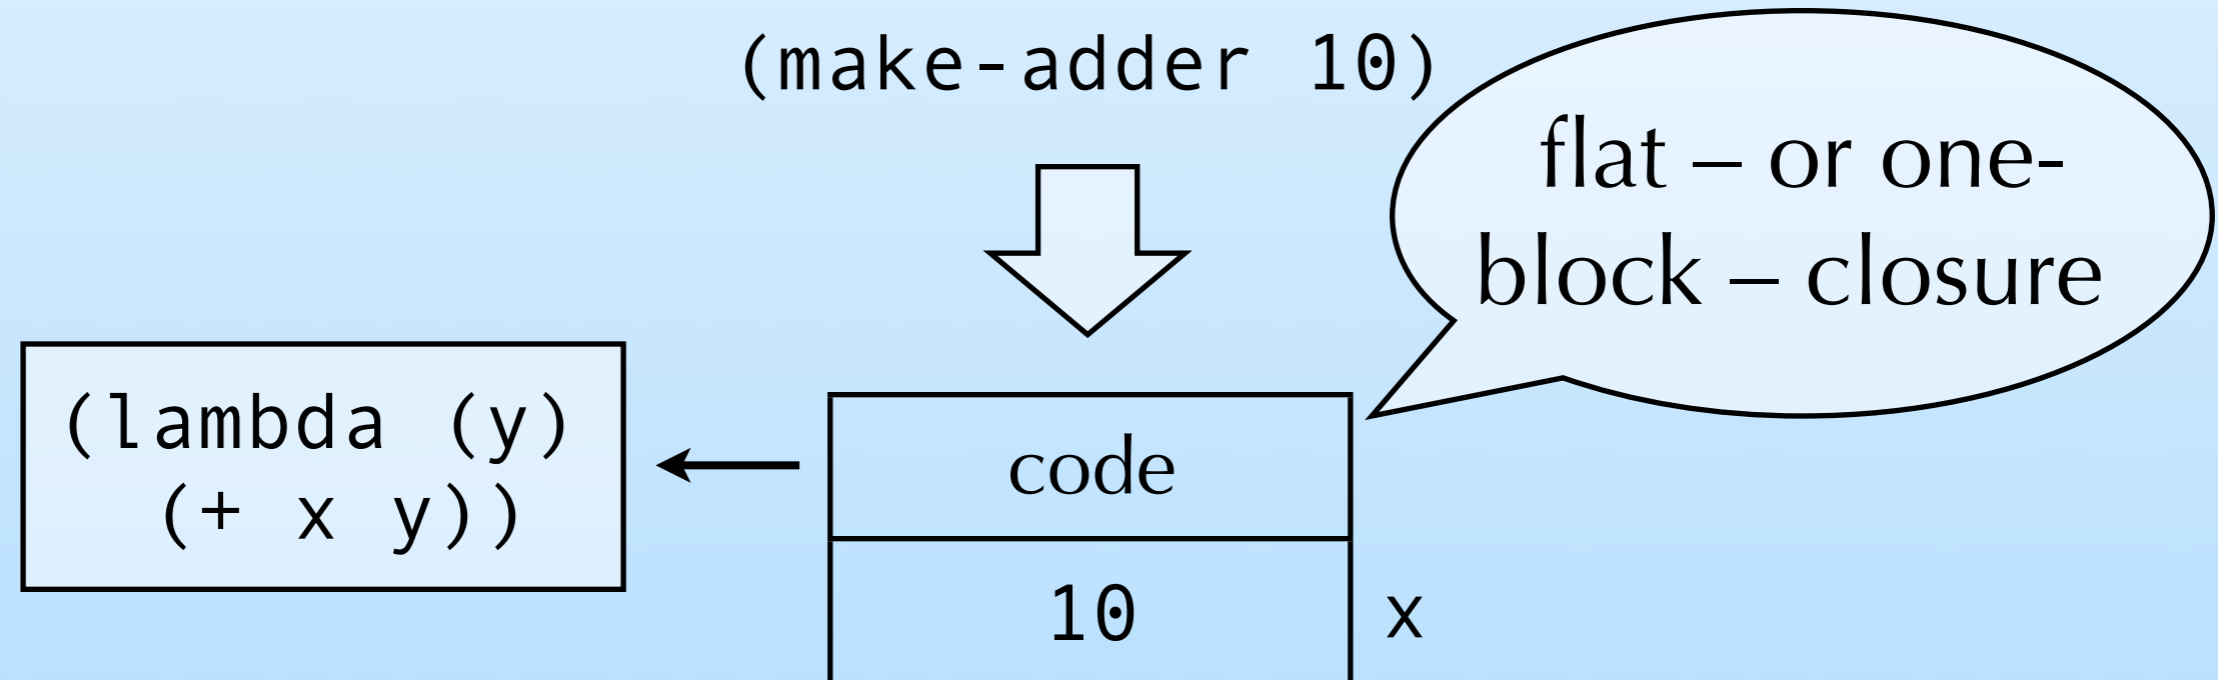 (make-adder 10)
flat – or one-
block – closure
(lambda (y)
(+ x y))
code
10
x